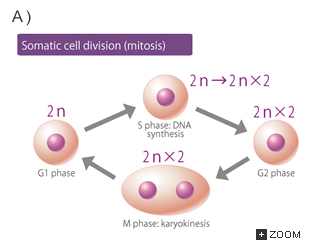 A)
Somatic cell division (mitosis)
2n→2n×2
2n
S phase: DNA
synthesis
2n×2
G1 phase
2n×2
G2 phase
M phase: karyokinesis
+ ZOOM